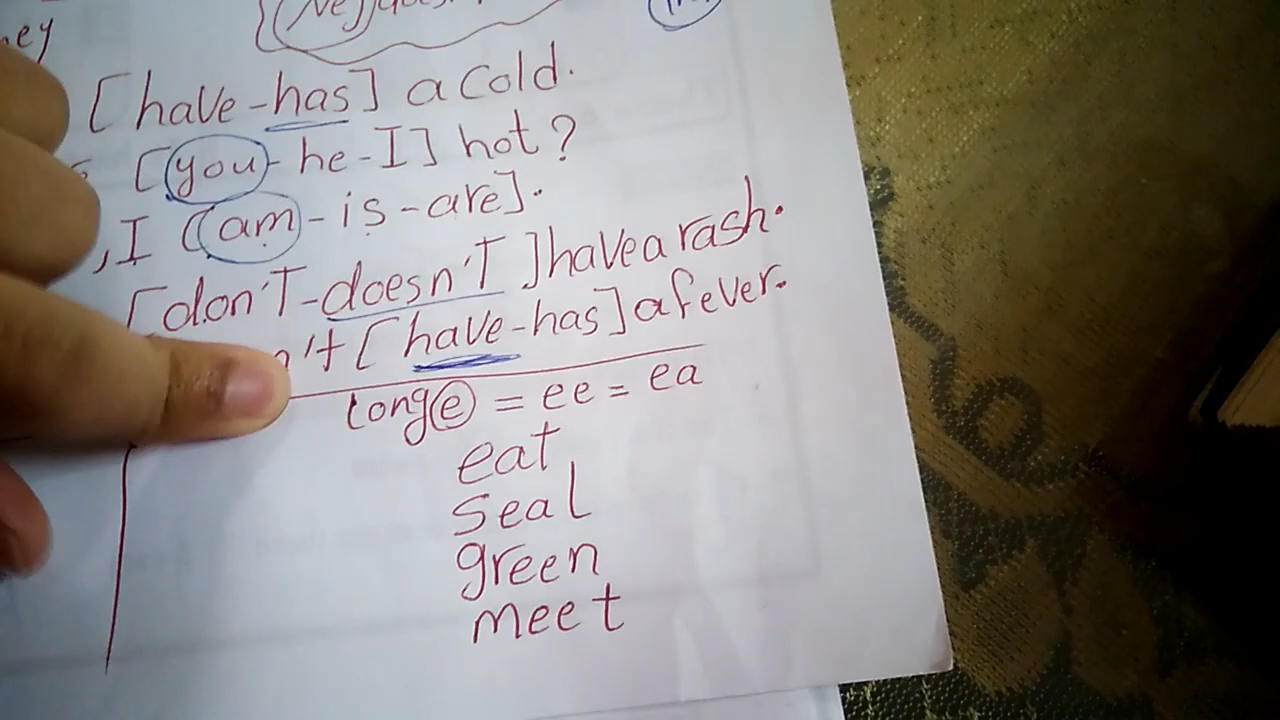 [have-has] a cold.
[you-he-I] hot?
,I [am-is-are].
[don'T-doesn'T] have a rash.
n't [have-has] a fever.
long e = ee = ea
eat
seal
green
meet